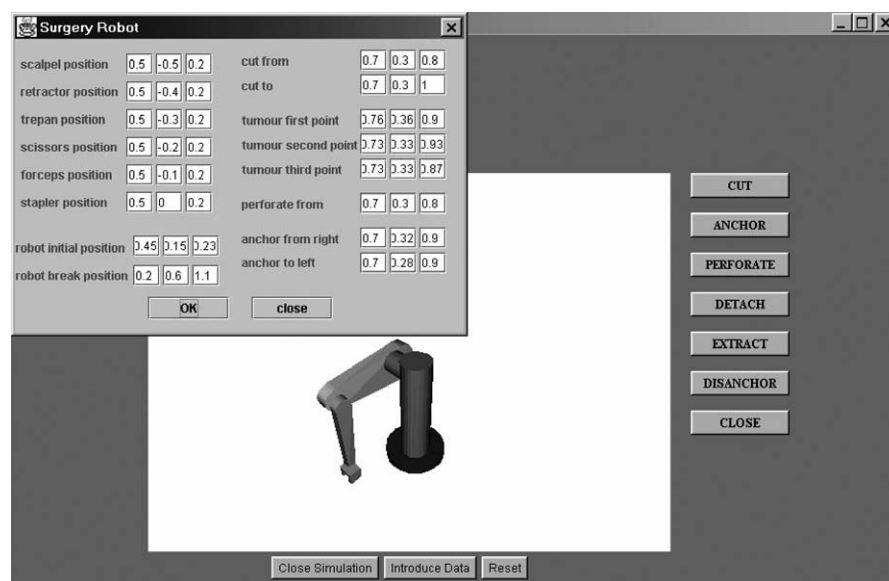 Surgery Robot
scalpel position 0.5 -0.5 0.2
retractor position 0.5 -0.4 0.2
trepan position 0.5 -0.3 0.2
scissors position 0.5 -0.2 0.2
forceps position 0.5 -0.1 0.2
stapler position 0.5 0 0.2
robot initial position 0.45 0.15 0.23
robot break position 0.2 0.6 1.1
cut from 0.7 0.3 0.8
cut to 0.7 0.3 1
tumour first point 0.76 0.36 0.9
tumour second point 0.73 0.33 0.93
tumour third point 0.73 0.33 0.87
perforate from 0.7 0.3 0.8
anchor from right 0.7 0.32 0.9
anchor to left 0.7 0.28 0.9
OK close
CUT
ANCHOR
PERFORATE
DETACH
EXTRACT
DISANCHOR
CLOSE
Close Simulation Introduce Data Reset